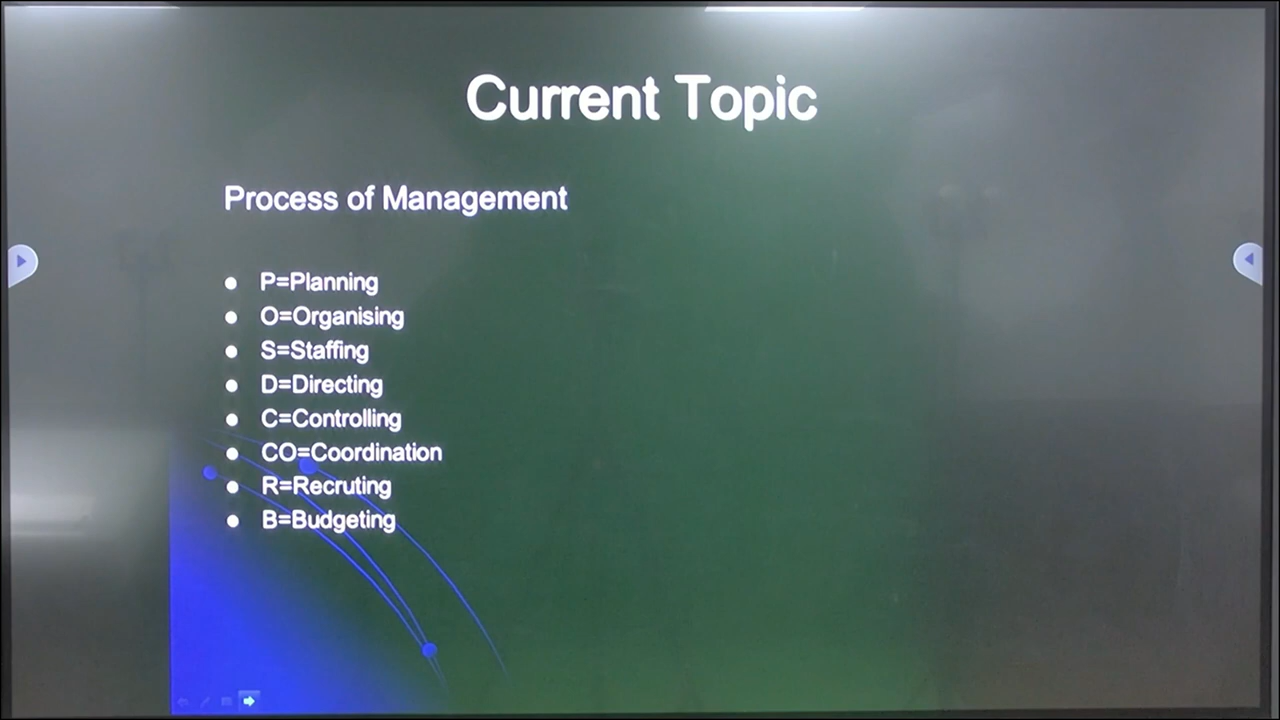 Current Topic
Process of Management
P=Planning
O=Organising
S=Staffing
D=Directing
C=Controlling
CO=Coordination
R=Recruting
B=Budgeting